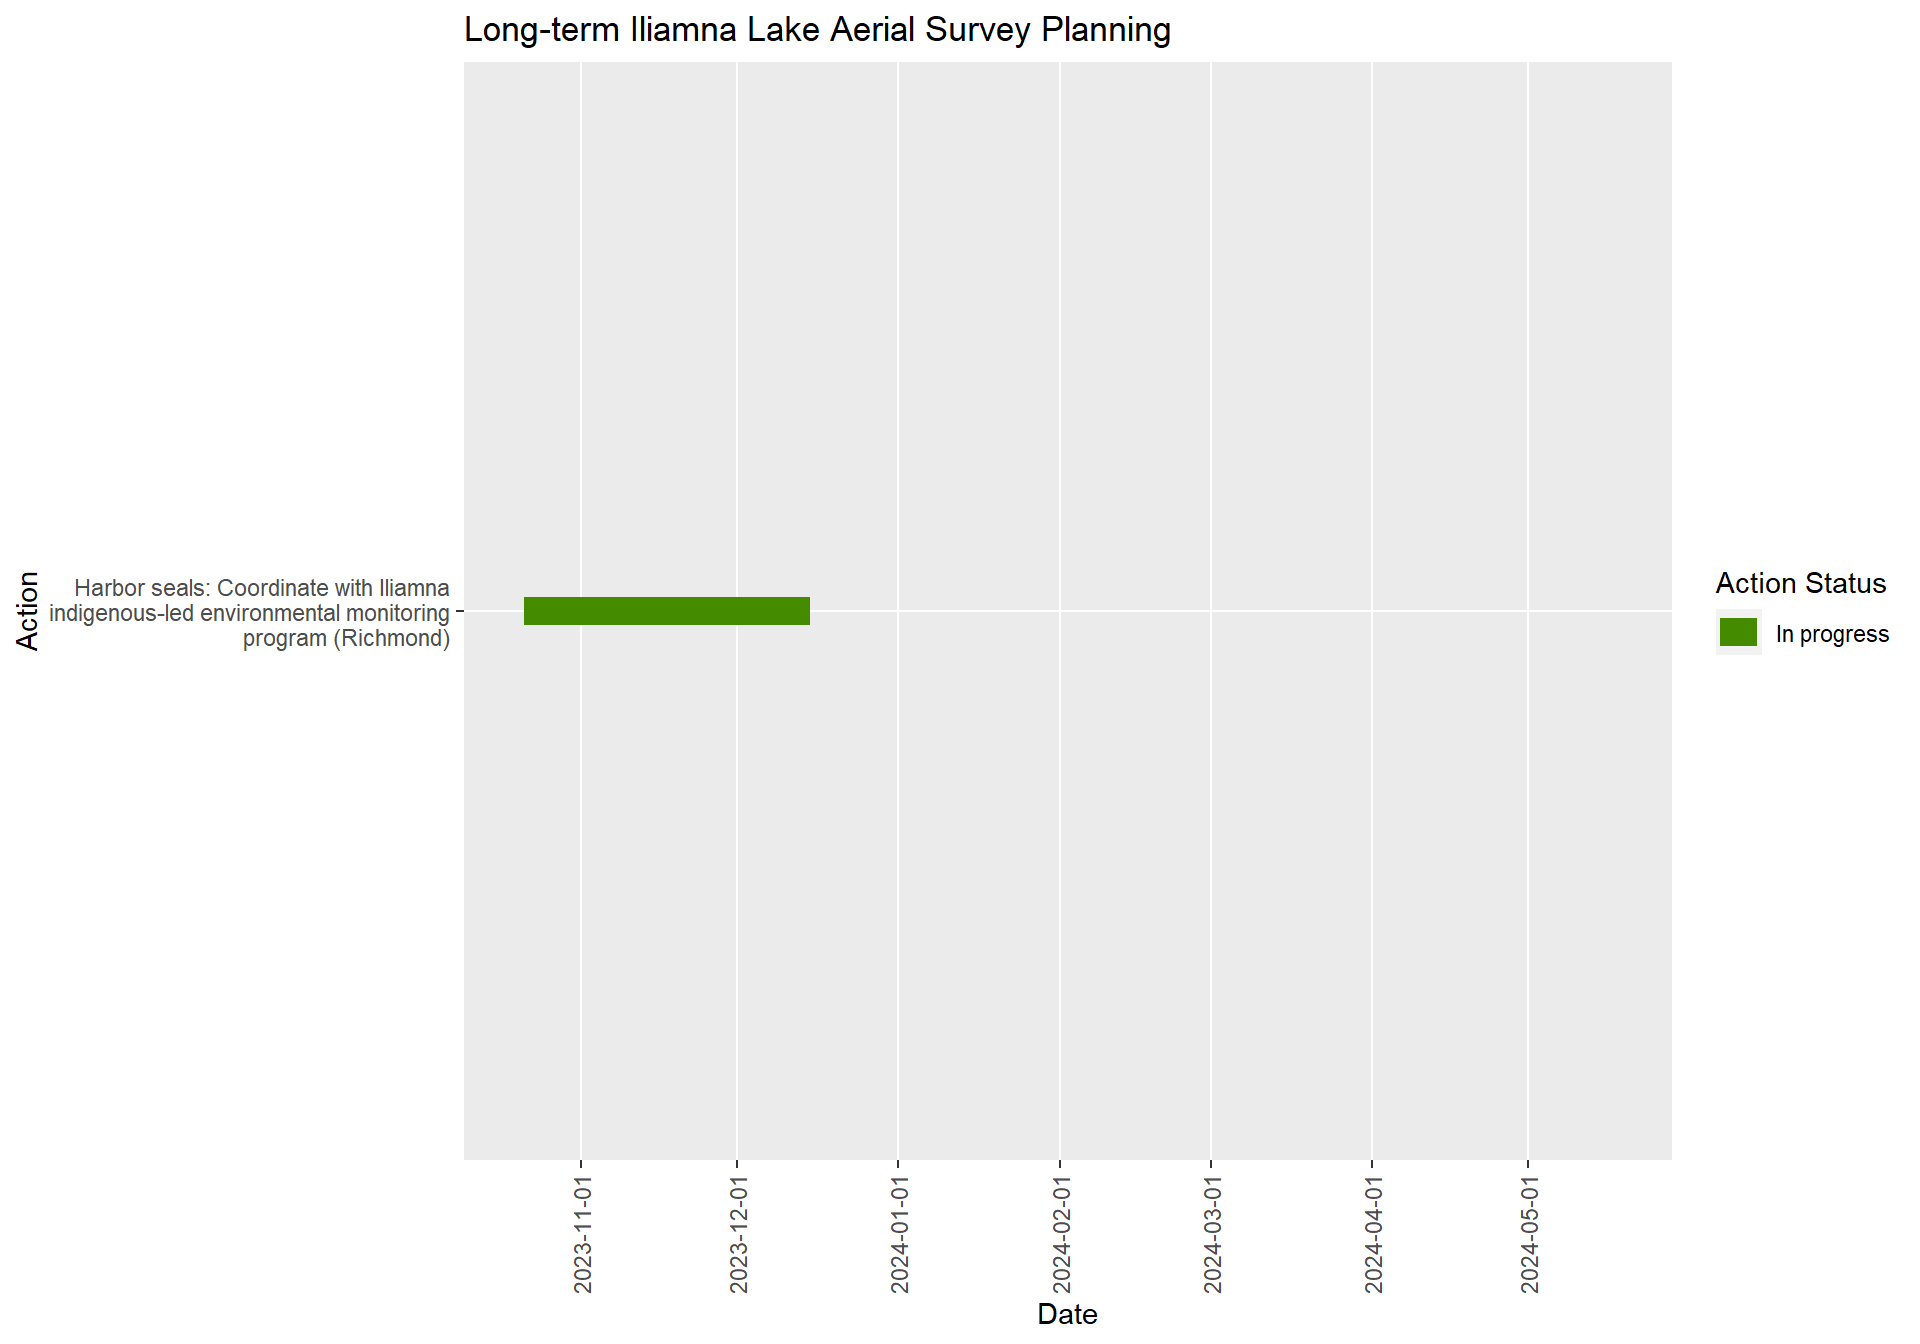 Long-term Iliamna Lake Aerial Survey Planning
Action
Harbor seals: Coordinate with Iliamna
indigenous-led environmental monitoring
program (Richmond)
Action Status
In progress
2023-11-01
2023-12-01
2024-01-01
2024-02-01
2024-03-01
2024-04-01
2024-05-01
Date